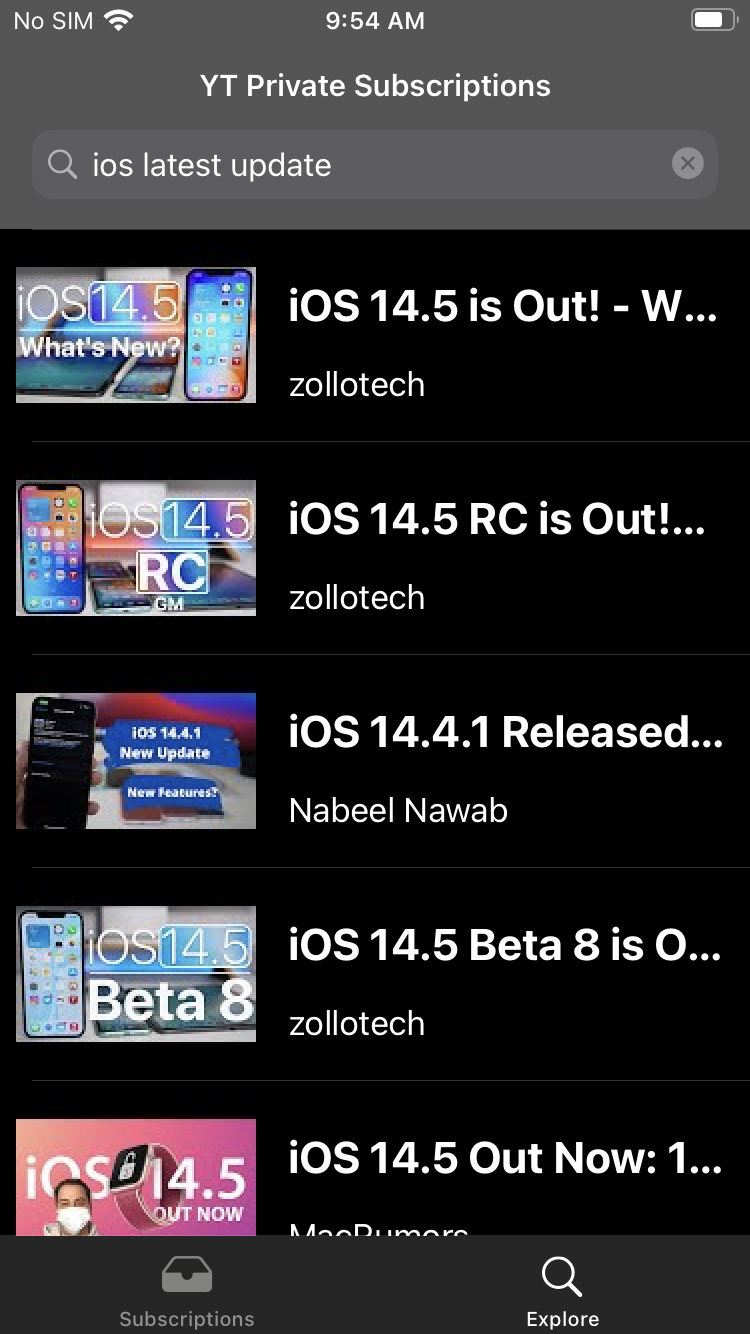 No SIM 9:54 AM
YT Private Subscriptions
ios latest update
iOS 14.5
What's New?
iOS 14.5 is Out! - W...
zollotech
iOS 14.5
RC
GM
iOS 14.5 RC is Out!...
zollotech
iOS 14.4.1
New Update
New Features?
iOS 14.4.1 Released...
Nabeel Nawab
iOS 14.5
Beta 8
iOS 14.5 Beta 8 is O...
zollotech
iOS 14.5
OUT NOW
iOS 14.5 Out Now: 1...
MacRumors
Subscriptions Explore